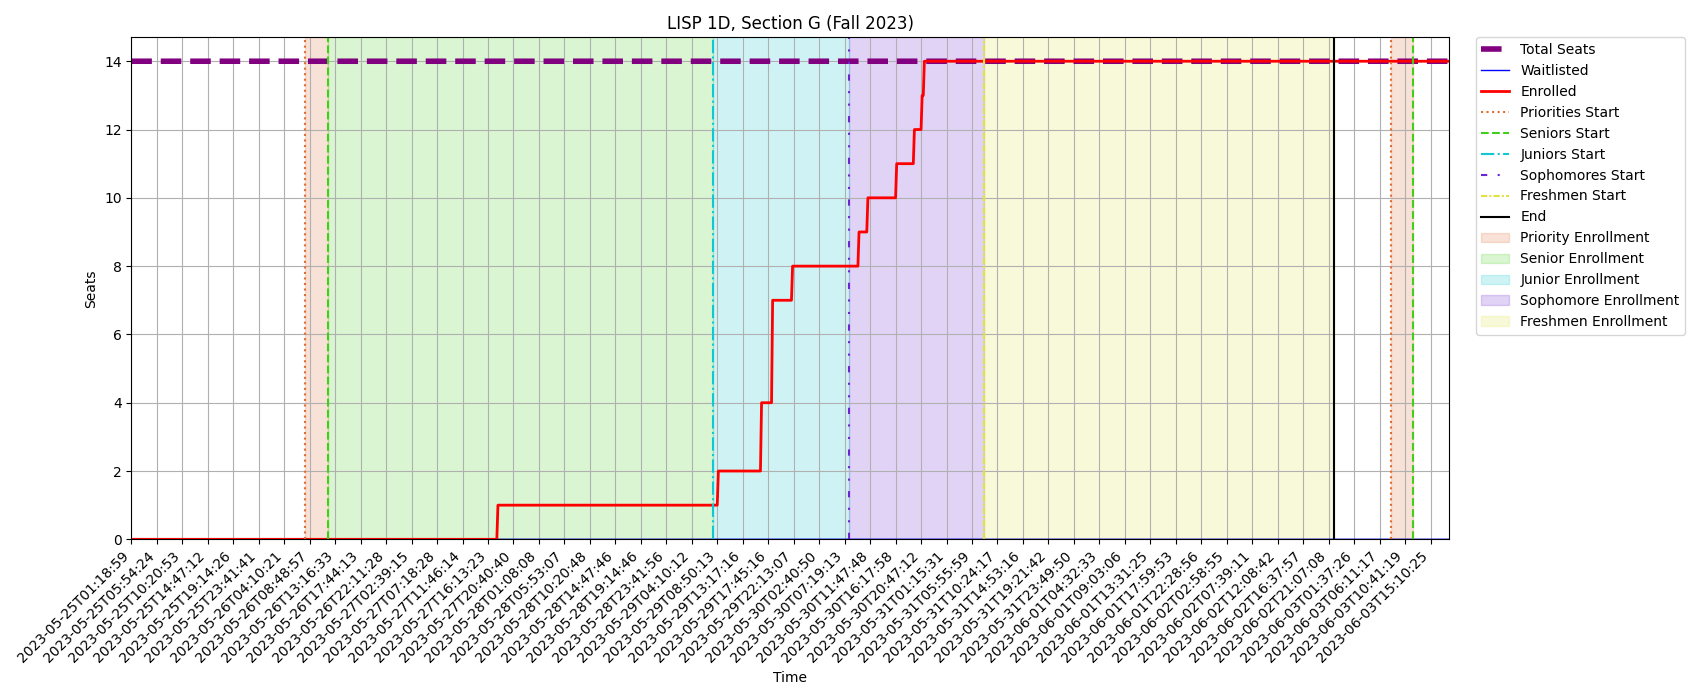 LISP 1D, Section G (Fall 2023)
Seats
14
12
10
8
6
4
2
0
2023-05-25T01:18:59
2023-05-25T05:54:24
2023-05-25T10:20:53
2023-05-25T14:47:12
2023-05-25T19:14:26
2023-05-25T23:41:41
2023-05-26T04:10:21
2023-05-26T08:48:57
2023-05-26T13:16:33
2023-05-26T17:44:13
2023-05-26T22:11:28
2023-05-27T02:39:15
2023-05-27T07:18:28
2023-05-27T11:46:14
2023-05-27T16:13:23
2023-05-27T20:40:40
2023-05-28T01:08:08
2023-05-28T05:53:07
2023-05-28T10:20:48
2023-05-28T14:47:46
2023-05-28T19:14:46
2023-05-28T23:41:56
2023-05-29T04:10:12
2023-05-29T08:50:13
2023-05-29T13:17:16
2023-05-29T17:45:16
2023-05-29T22:13:07
2023-05-30T02:40:50
2023-05-30T07:19:13
2023-05-30T11:47:48
2023-05-30T16:17:58
2023-05-30T20:47:12
2023-05-31T01:15:31
2023-05-31T05:55:59
2023-05-31T10:24:17
2023-05-31T14:53:16
2023-05-31T19:21:42
2023-05-31T23:49:50
2023-06-01T04:32:33
2023-06-01T09:03:06
2023-06-01T13:31:25
2023-06-01T17:59:53
2023-06-01T22:28:56
2023-06-02T02:58:55
2023-06-02T07:39:11
2023-06-02T12:08:42
2023-06-02T16:37:57
2023-06-02T21:07:08
2023-06-03T01:37:26
2023-06-03T06:11:17
2023-06-03T10:41:19
2023-06-03T15:10:25
Time
Total Seats
Waitlisted
Enrolled
Priorities Start
Seniors Start
Juniors Start
Sophomores Start
Freshmen Start
End
Priority Enrollment
Senior Enrollment
Junior Enrollment
Sophomore Enrollment
Freshmen Enrollment